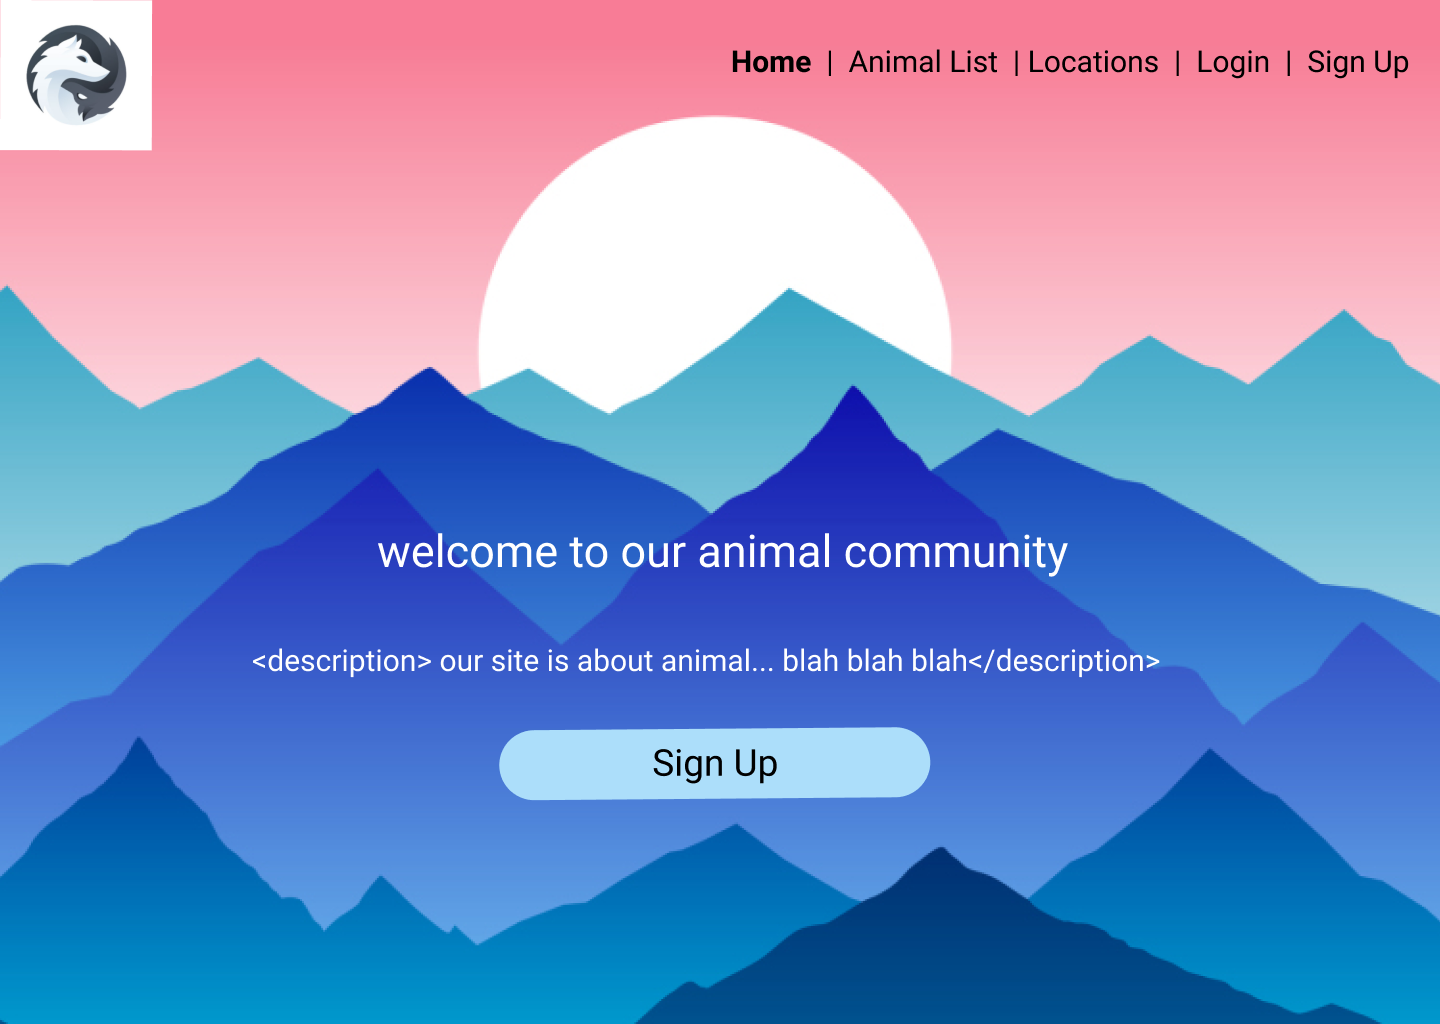 Home | Animal List | Locations | Login | Sign Up
welcome to our animal community
<description> our site is about animal... blah blah blah</description>
Sign Up